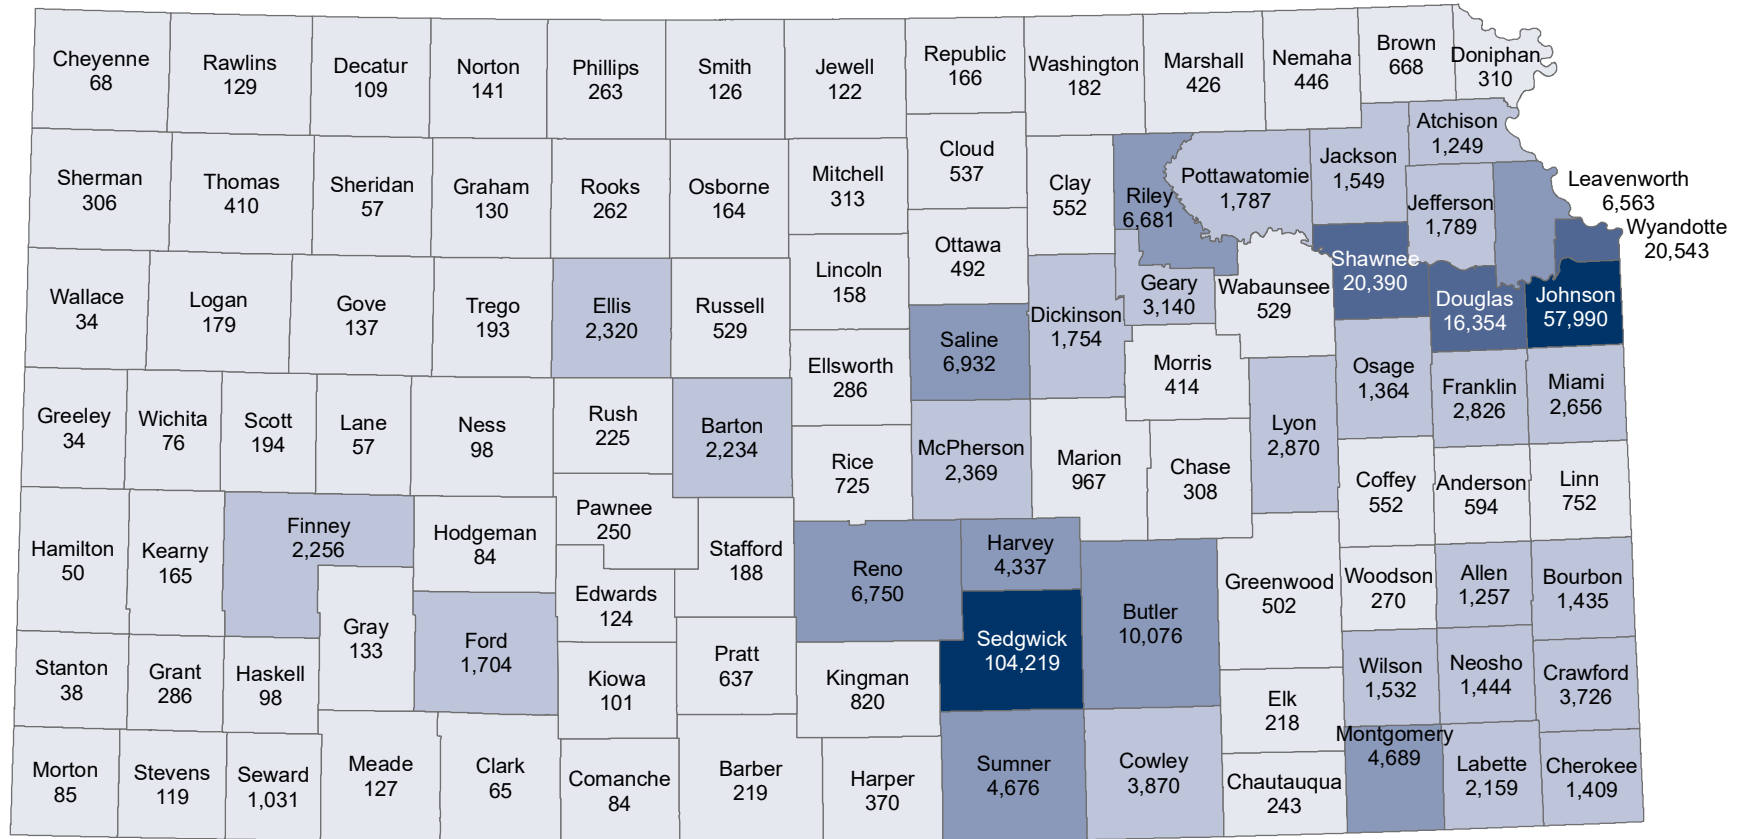 Cheyenne
68
Rawlins
129
Decatur
109
Norton
141
Phillips
263
Smith
126
Jewell
122
Republic
166
Washington
182
Marshall
426
Nemaha
446
Brown
668
Doniphan
310
Sherman
306
Thomas
410
Sheridan
57
Graham
130
Rooks
262
Osborne
164
Mitchell
313
Cloud
537
Clay
552
Riley
6,681
Pottawatomie
1,787
Jackson
1,549
Atchison
1,249
Jefferson
1,789
Leavenworth
6,563
Wyandotte
20,543
Wallace
34
Logan
179
Gove
137
Trego
193
Ellis
2,320
Russell
529
Lincoln
158
Ottawa
492
Saline
6,932
Dickinson
1,754
Geary
3,140
Wabaunsee
529
Shawnee
20,390
Douglas
16,354
Johnson
57,990
Ellsworth
286
Morris
414
Osage
1,364
Franklin
2,826
Miami
2,656
Greeley
34
Wichita
76
Scott
194
Lane
57
Ness
98
Rush
225
Barton
2,234
Rice
725
McPherson
2,369
Marion
967
Chase
308
Lyon
2,870
Coffey
552
Anderson
594
Linn
752
Hamilton
50
Kearny
165
Finney
2,256
Hodgeman
84
Pawnee
250
Stafford
188
Edwards
124
Reno
6,750
Harvey
4,337
Butler
10,076
Greenwood
502
Woodson
270
Allen
1,257
Bourbon
1,435
Stanton
38
Grant
286
Haskell
98
Gray
133
Ford
1,704
Kiowa
101
Pratt
637
Kingman
820
Sedgwick
104,219
Elk
218
Wilson
1,532
Neosho
1,444
Crawford
3,726
Morton
85
Stevens
119
Seward
1,031
Meade
127
Clark
65
Comanche
84
Barber
219
Harper
370
Sumner
4,676
Cowley
3,870
Chautauqua
243
Montgomery
4,689
Labette
2,159
Cherokee
1,409